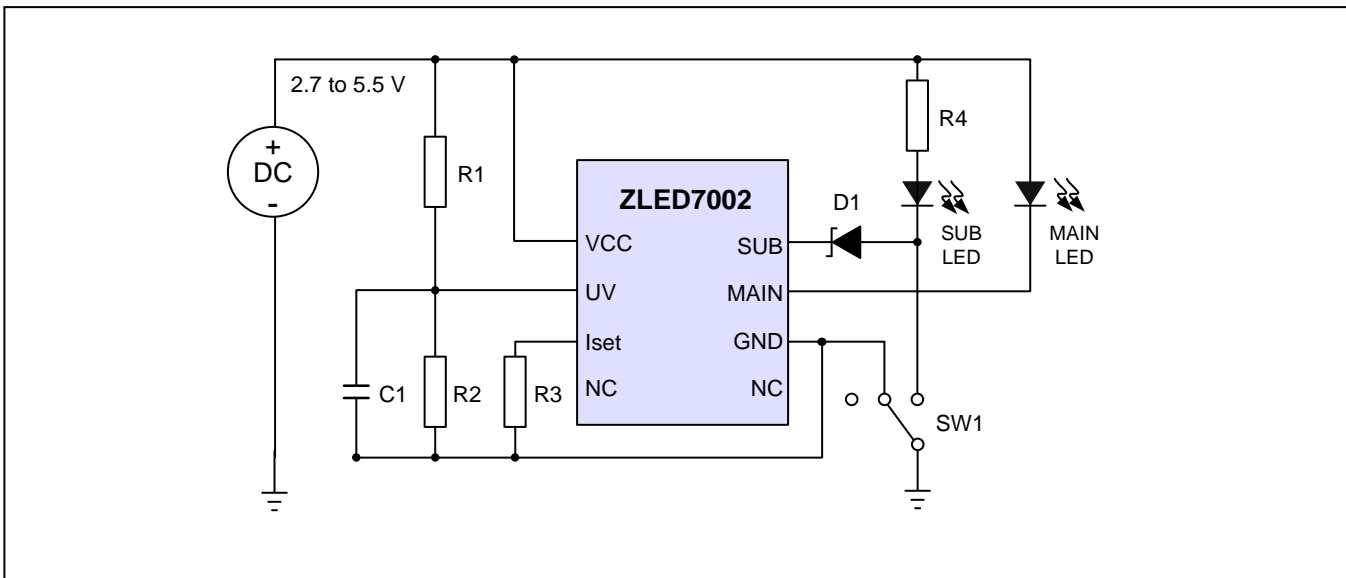 2.7 to 5.5 V
R4
+
DC
-
R1
ZLED7002
D1
VCC
SUB
SUB
LED
MAIN
LED
UV
MAIN
Iset
GND
C1
R2
R3
NC
NC
SW1